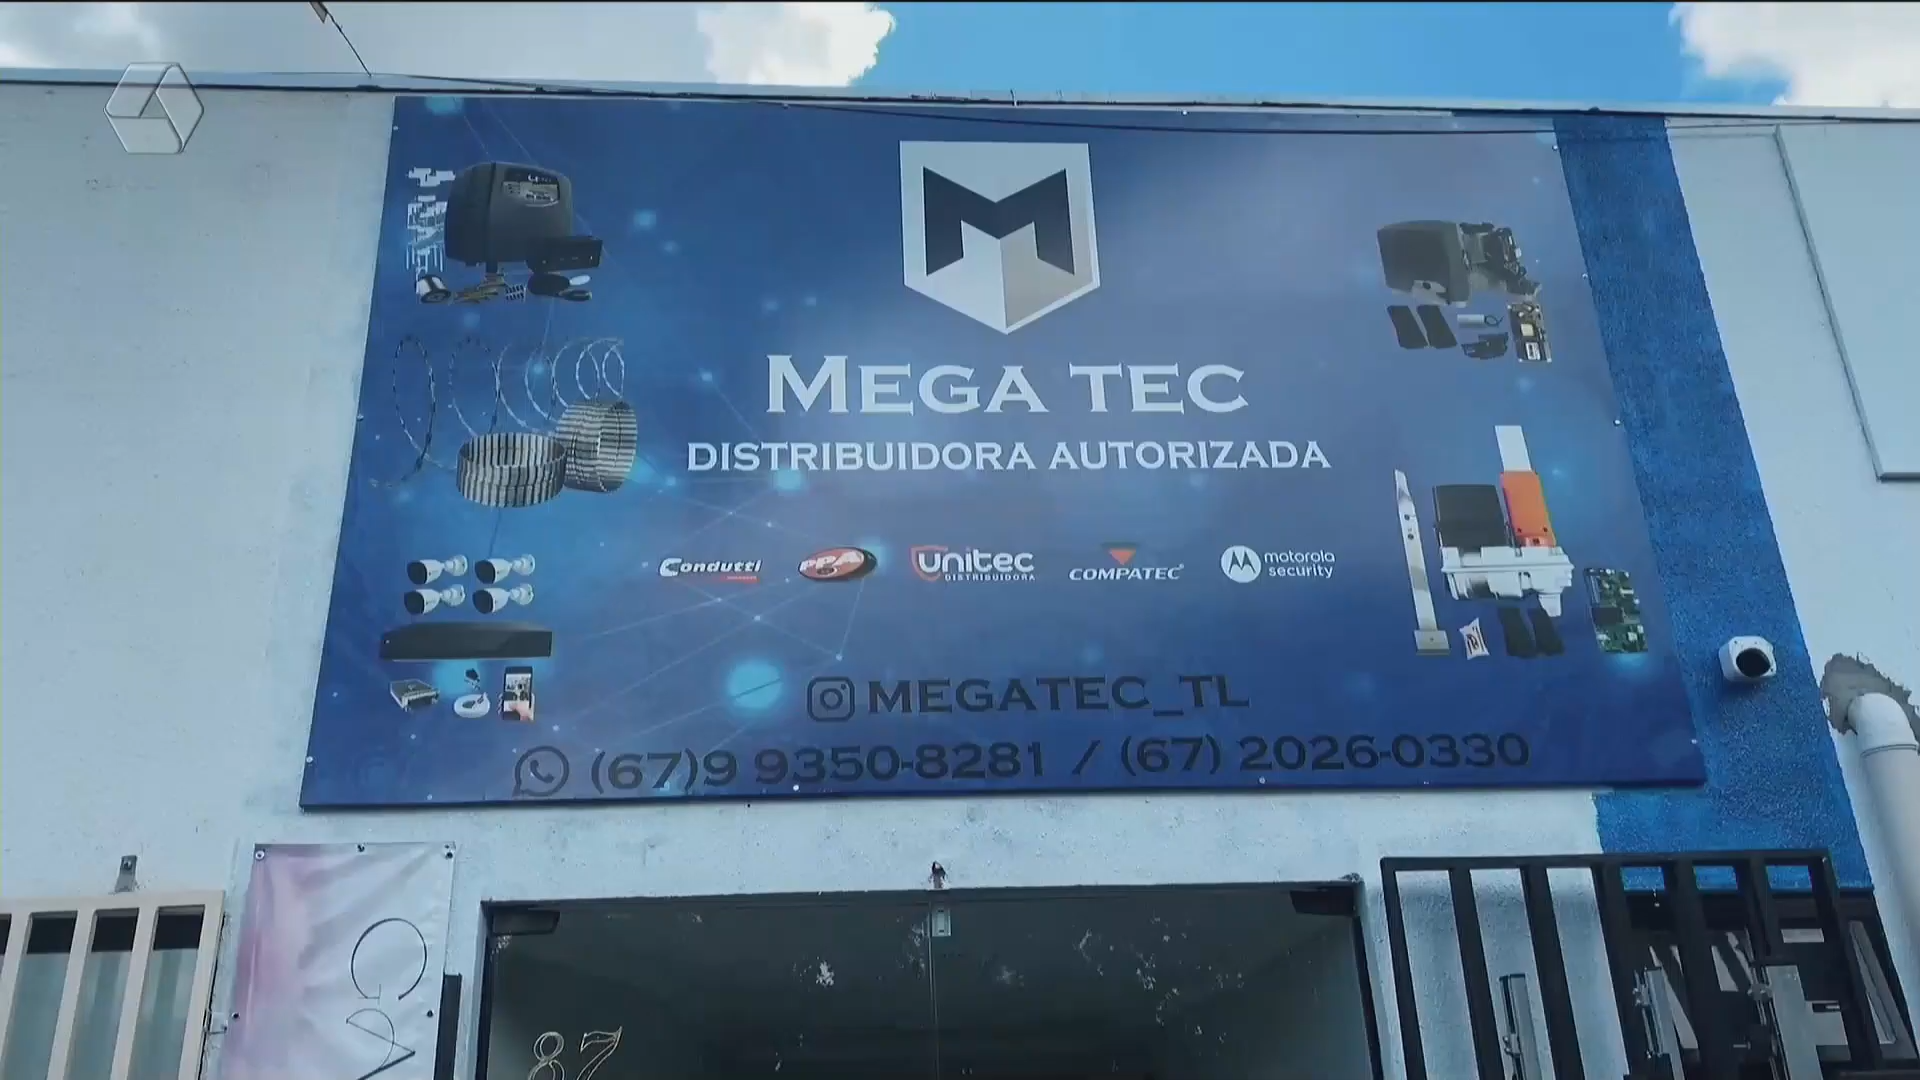 MEGA TEC
DISTRIBUIDORA AUTORIZADA
Condutti
PPA
unitec
DISTRIBUIDORA
COMPATEC
motorola
security
MEGATEC_TL
(67)9 9350-8281 / (67) 2026-0330
87